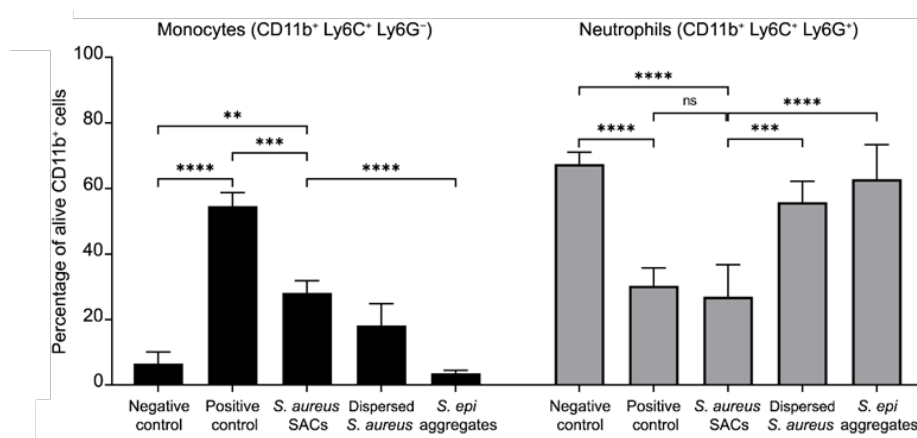 Monocytes (CD11b⁺ Ly6C⁺ Ly6G⁻)
Neutrophils (CD11b⁺ Ly6C⁺ Ly6G⁺)
Percentage of alive CD11b⁺ cells
100
80
60
40
20
0
**
***
****
****
****
ns
****
****
***
Negative control
Positive control
S. aureus SACs
Dispersed S. aureus
S. epi aggregates
Negative control
Positive control
S. aureus SACs
Dispersed S. aureus
S. epi aggregates